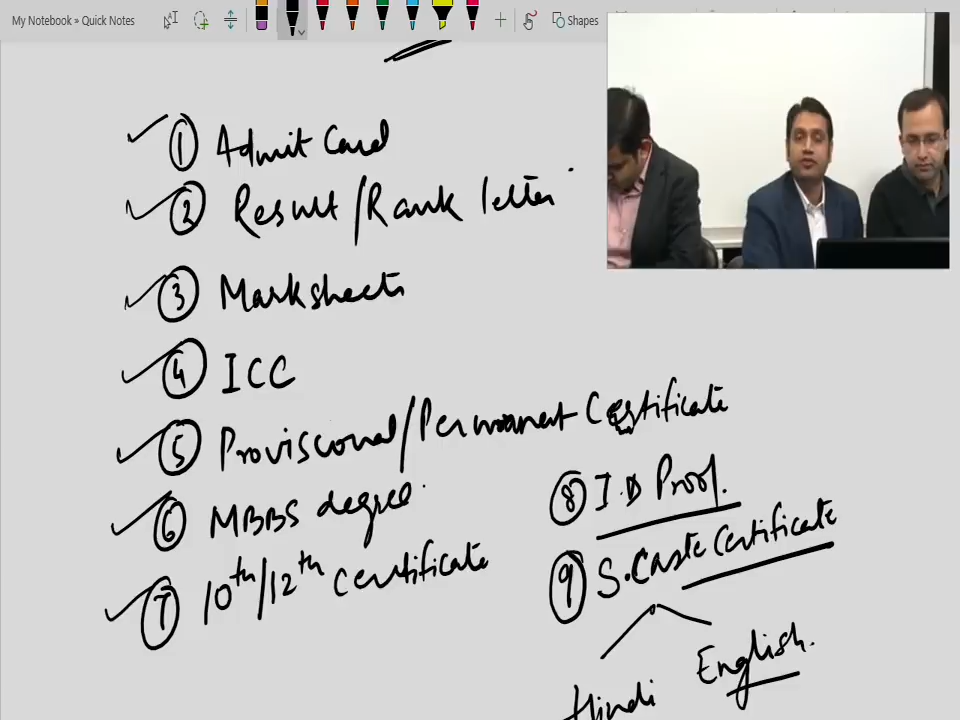 My Notebook » Quick Notes
Shapes
① Admit Card
② Result/Rank letter
③ Marksheets
④ ICC
⑤ Provisional/Permanent Certificate
⑥ MBBS degree
⑦ 10th/12th certificate
⑧ I.D Proof.
⑨ S.Caste Certificate
Hindi English.